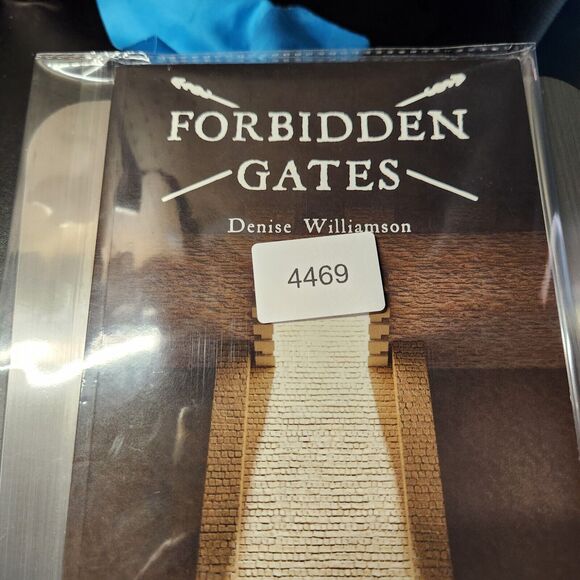 FORBIDDEN
GATES
Denise Williamson
4469